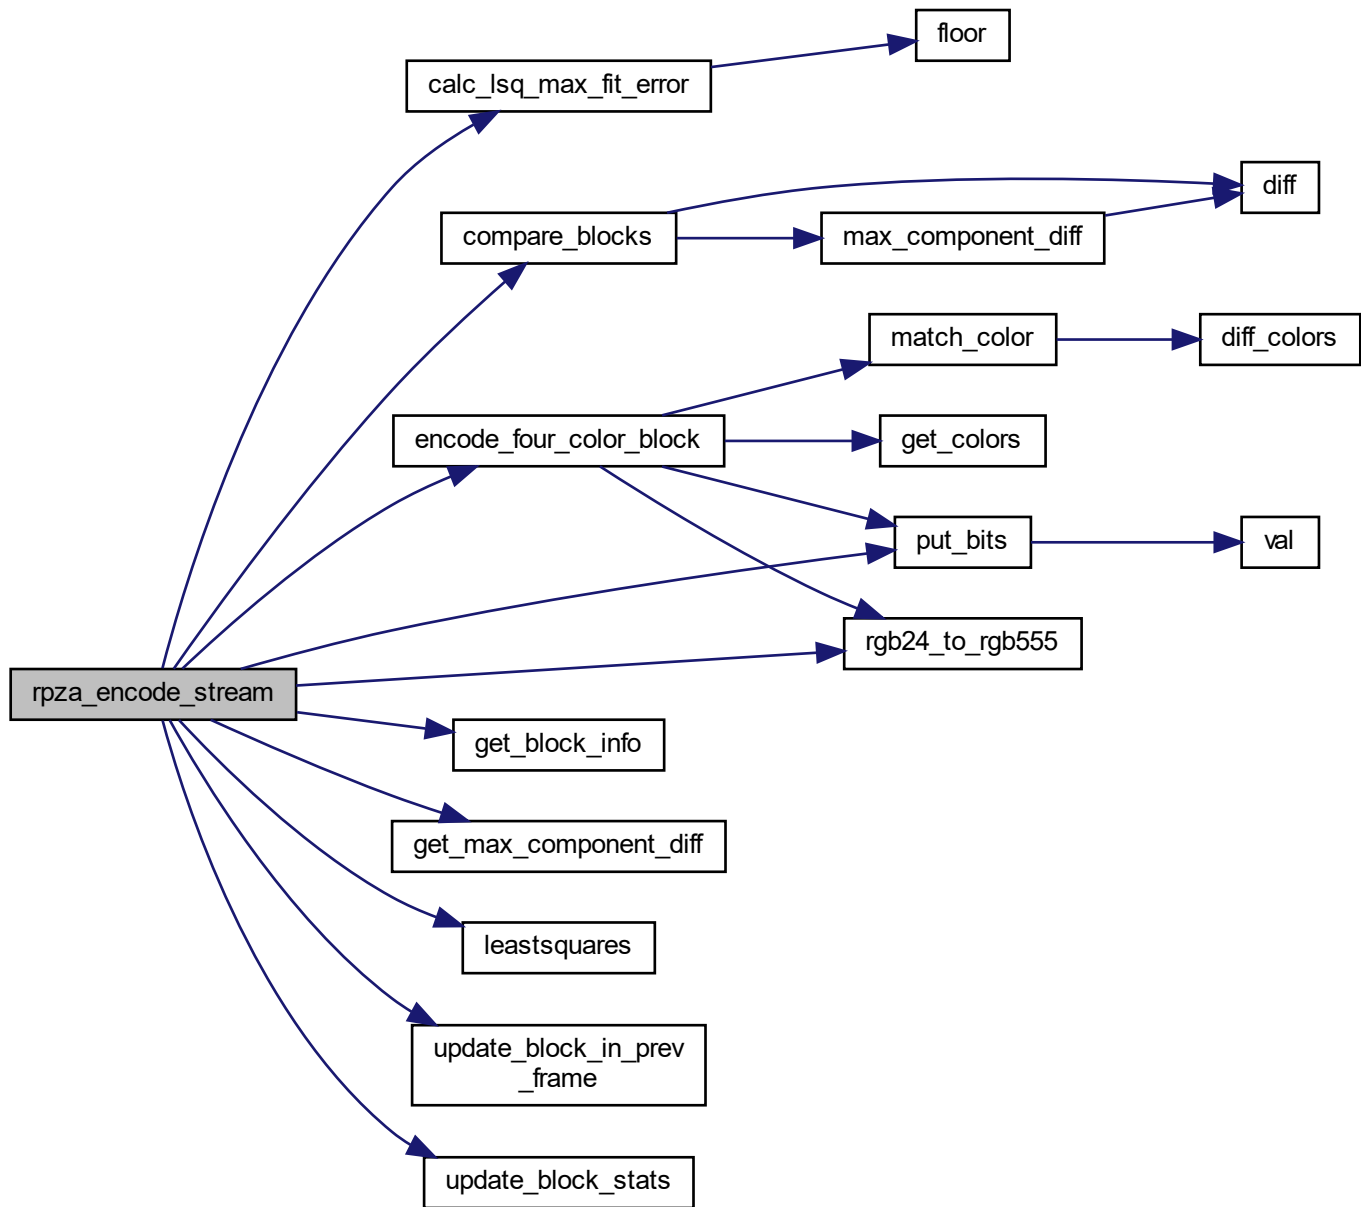 floor
calc_lsq_max_fit_error
diff
compare_blocks
max_component_diff
match_color
diff_colors
encode_four_color_block
get_colors
put_bits
val
rgb24_to_rgb555
rpza_encode_stream
get_block_info
get_max_component_diff
leastsquares
update_block_in_prev
_frame
update_block_stats